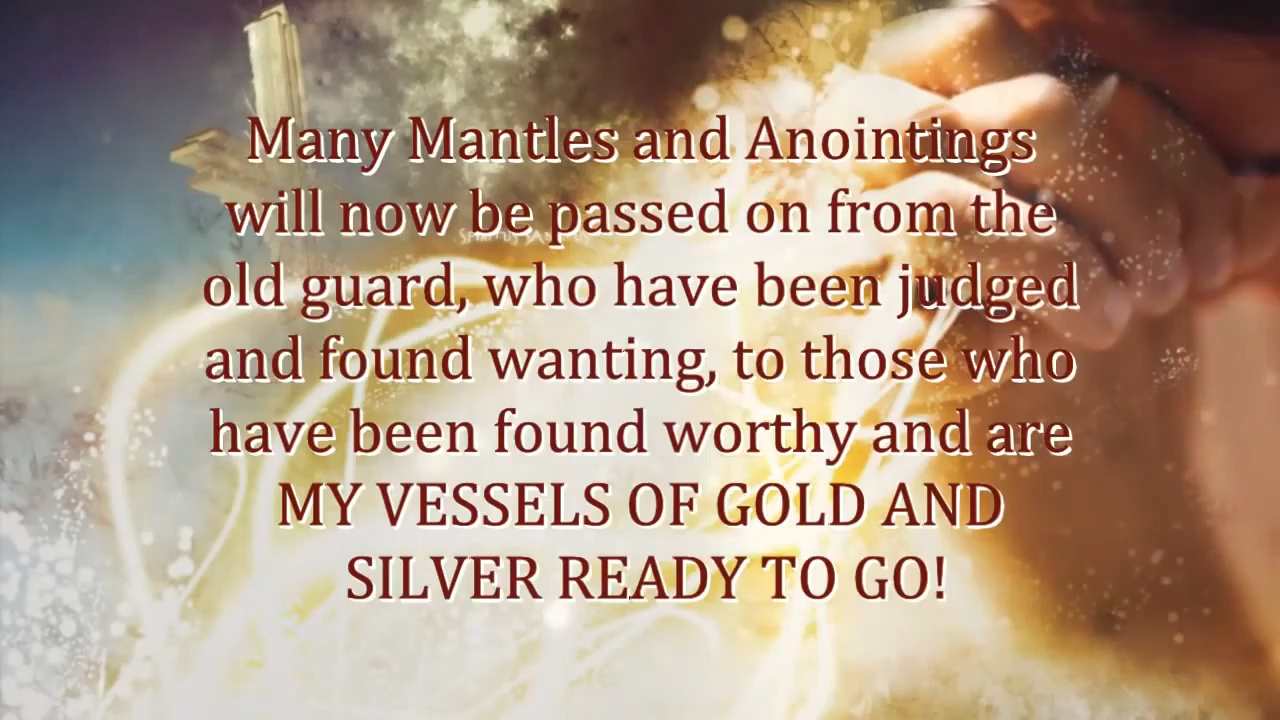 Many Mantles and Anointings
will now be passed on from the
old guard, who have been judged
and found wanting, to those who
have been found worthy and are
MY VESSELS OF GOLD AND
SILVER READY TO GO!